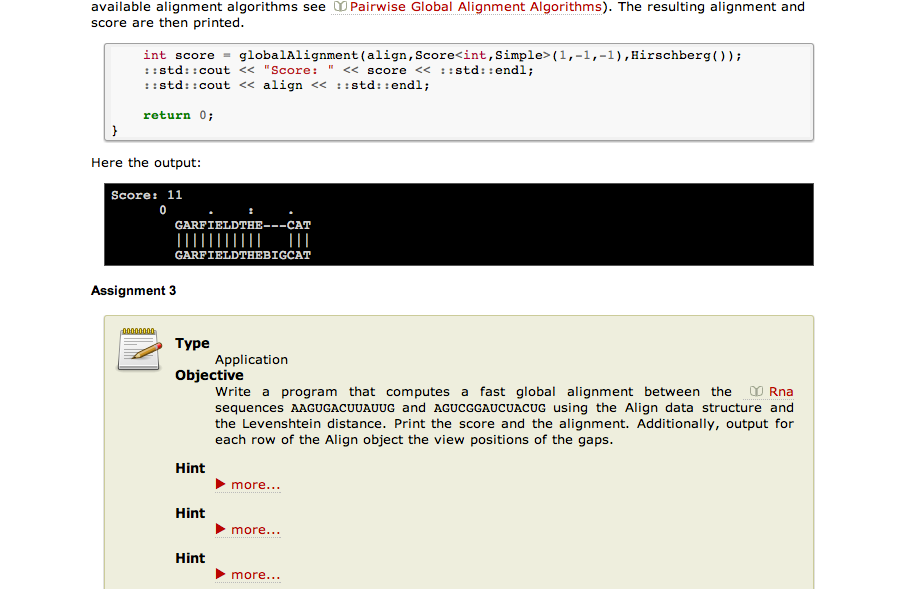 available alignment algorithms see Pairwise Global Alignment Algorithms). The resulting alignment and
score are then printed.
int score = globalAlignment(align,Score<int,Simple>(1,-1,-1),Hirschberg());
::std::cout << "Score: " << score << ::std::endl;
::std::cout << align << ::std::endl;
return 0;
}
Here the output:
Score: 11
0 . : .
GARFIELDTHE---CAT
||||||||||| |||
GARFIELDTHEBIGCAT
Assignment 3
Type
Application
Objective
Write a program that computes a fast global alignment between the Rna
sequences AAGUGACUUAUUG and AGUCGGAUCUACUG using the Align data structure and
the Levenshtein distance. Print the score and the alignment. Additionally, output for
each row of the Align object the view positions of the gaps.
Hint
more...
Hint
more...
Hint
more...